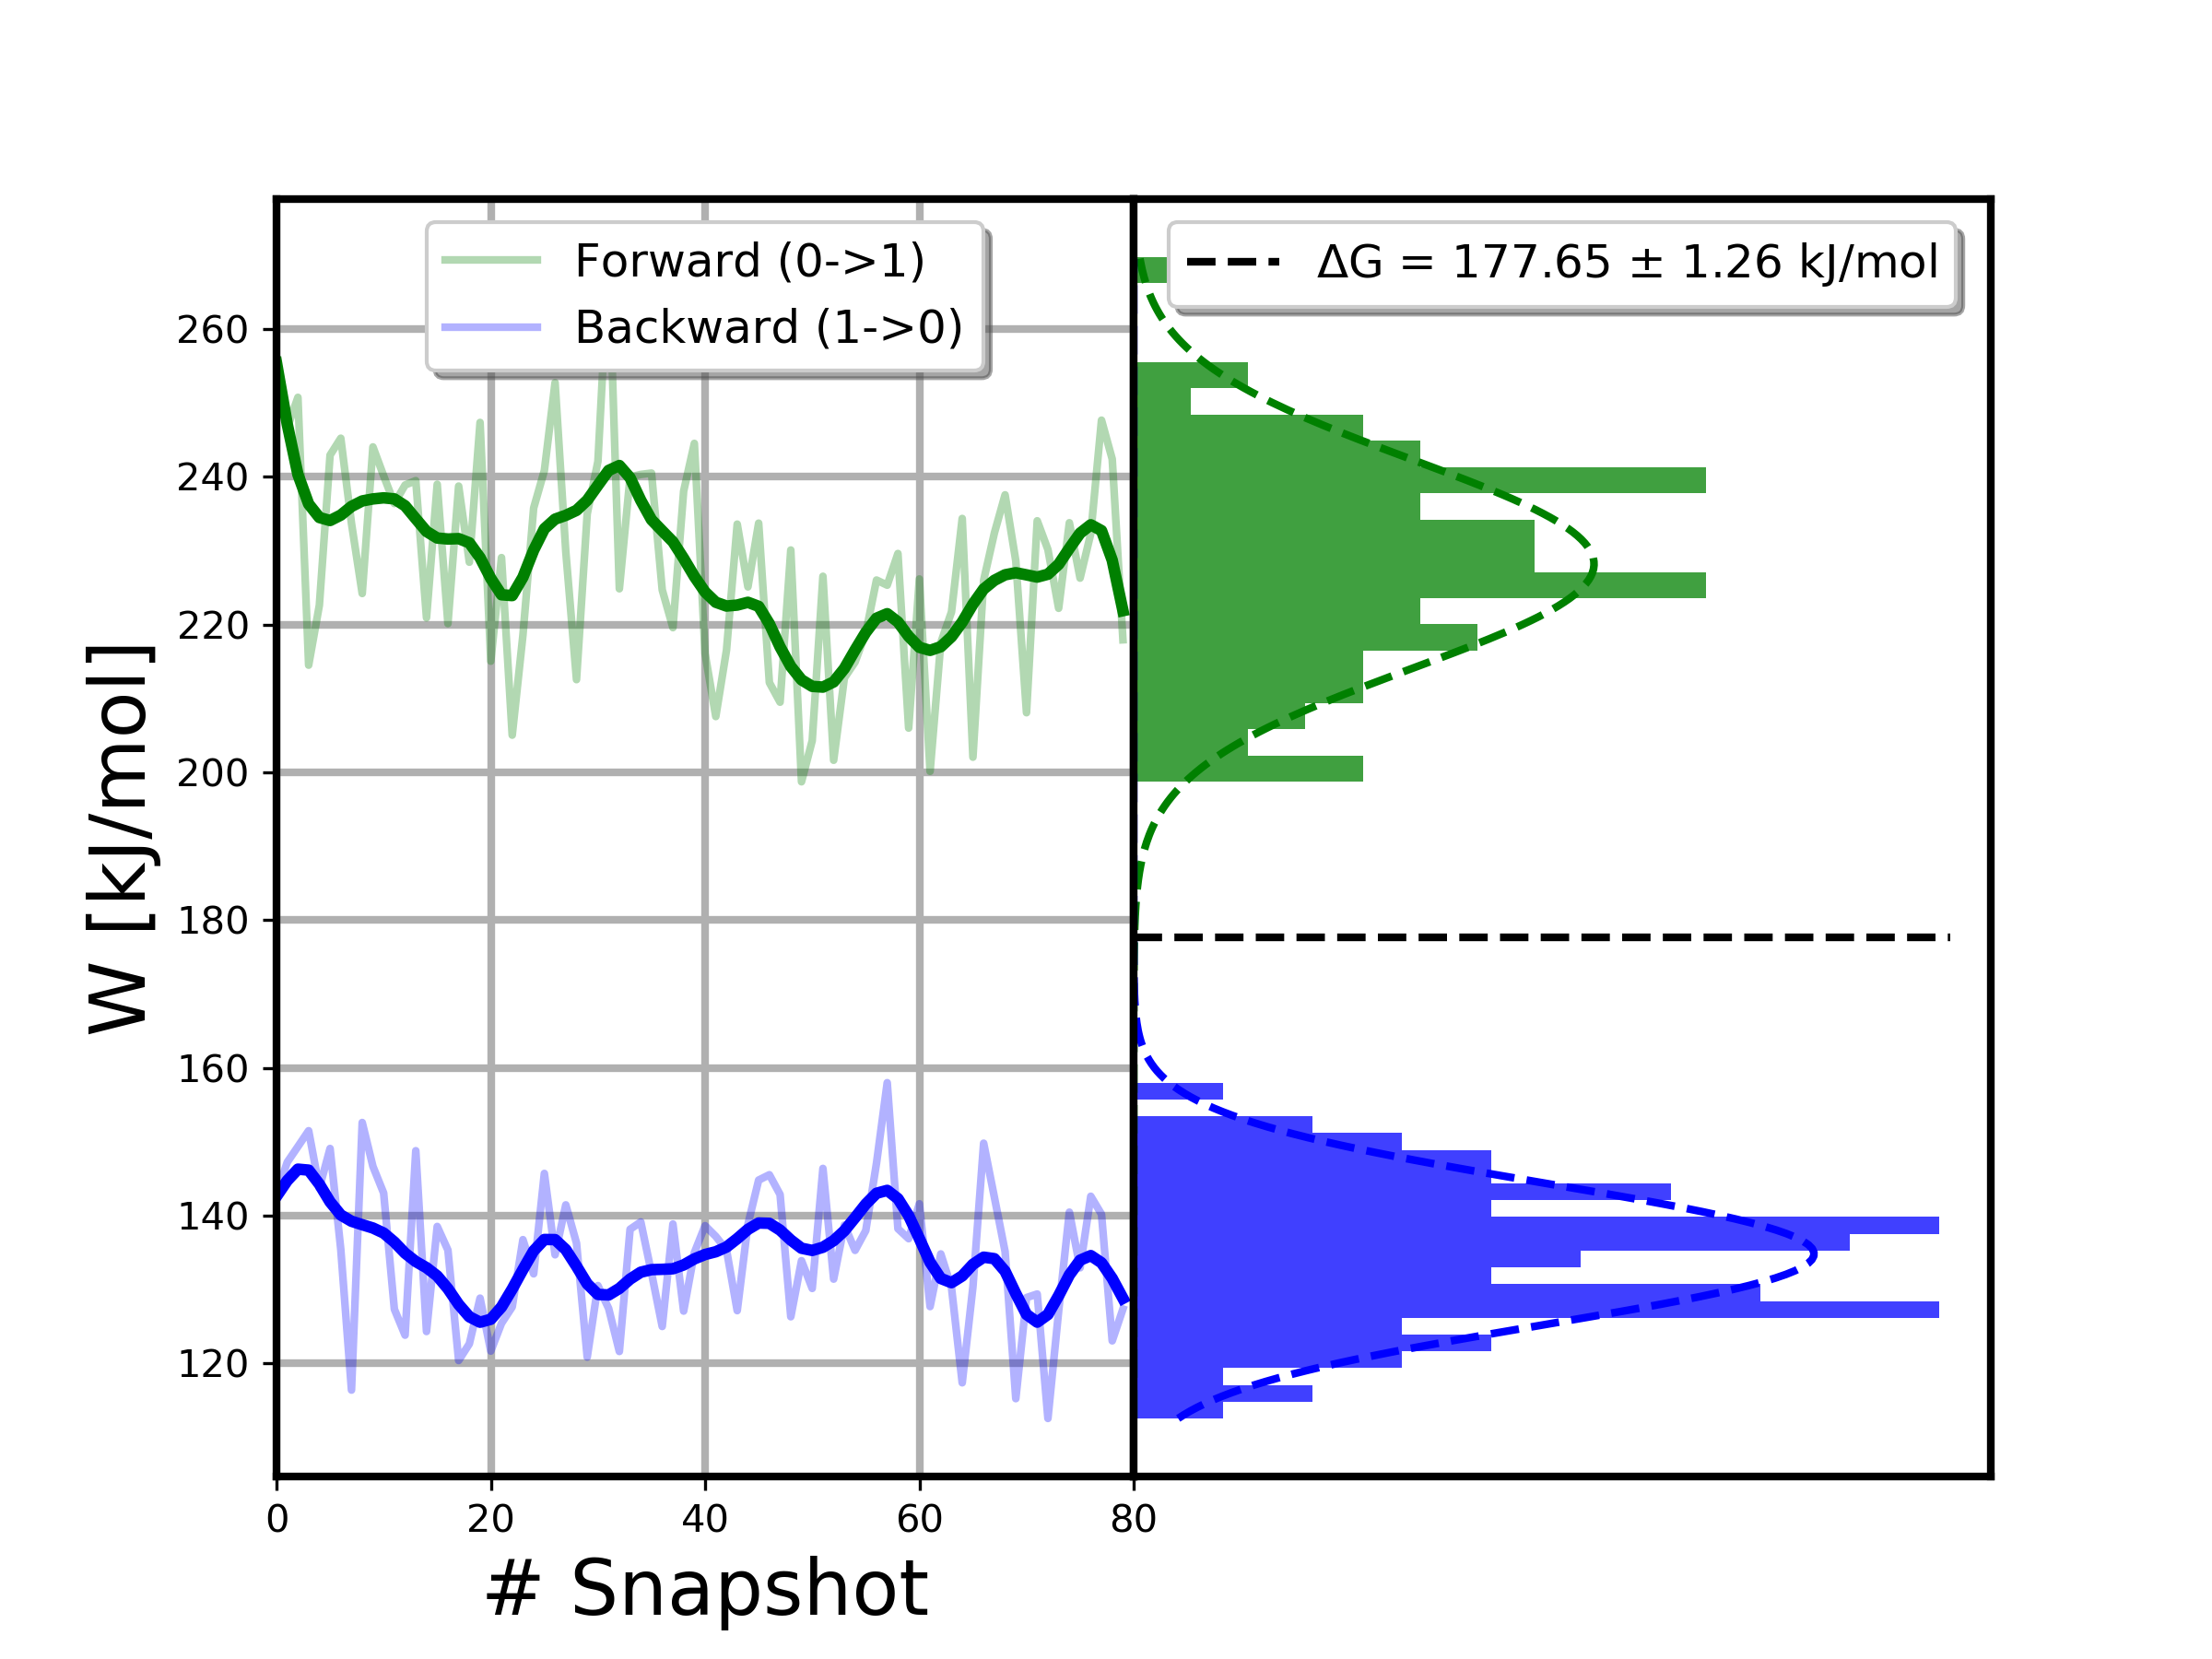 Forward (0->1)
Backward (1->0)
ΔG = 177.65 ± 1.26 kJ/mol
W [kJ/mol]
260
240
220
200
180
160
140
120
0 20 40 60 80
# Snapshot